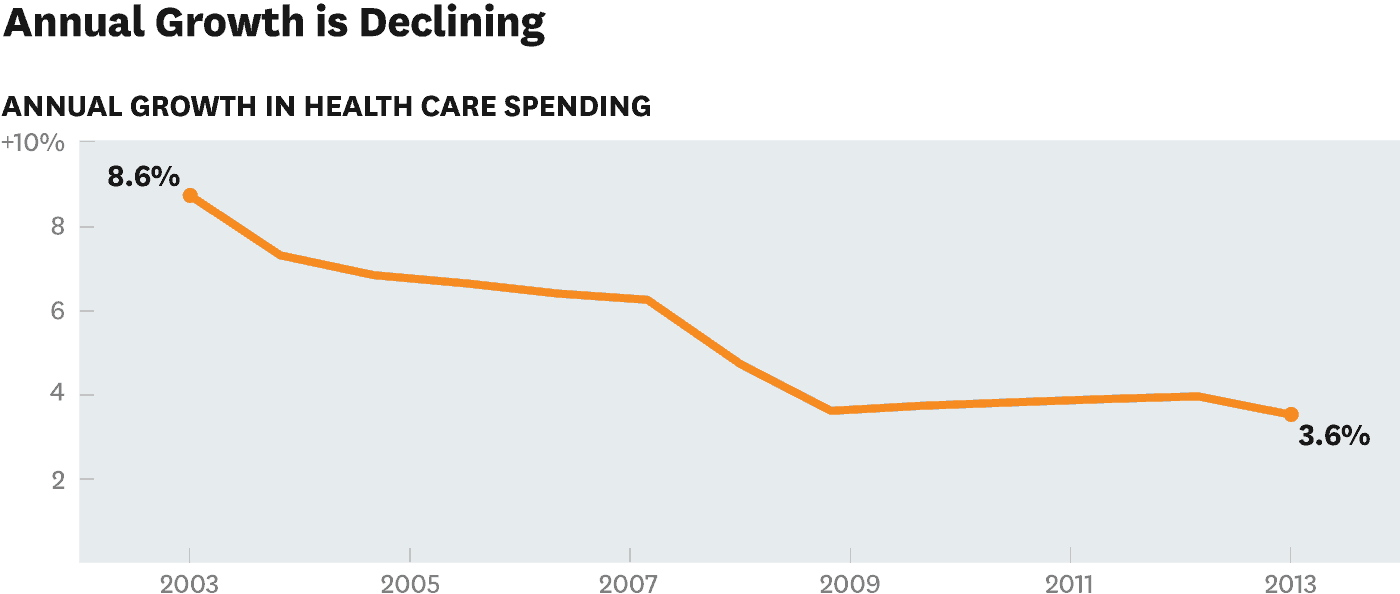 Annual Growth is Declining
ANNUAL GROWTH IN HEALTH CARE SPENDING
+10%
8.6%
8
6
4
3.6%
2
2003 2005 2007 2009 2011 2013